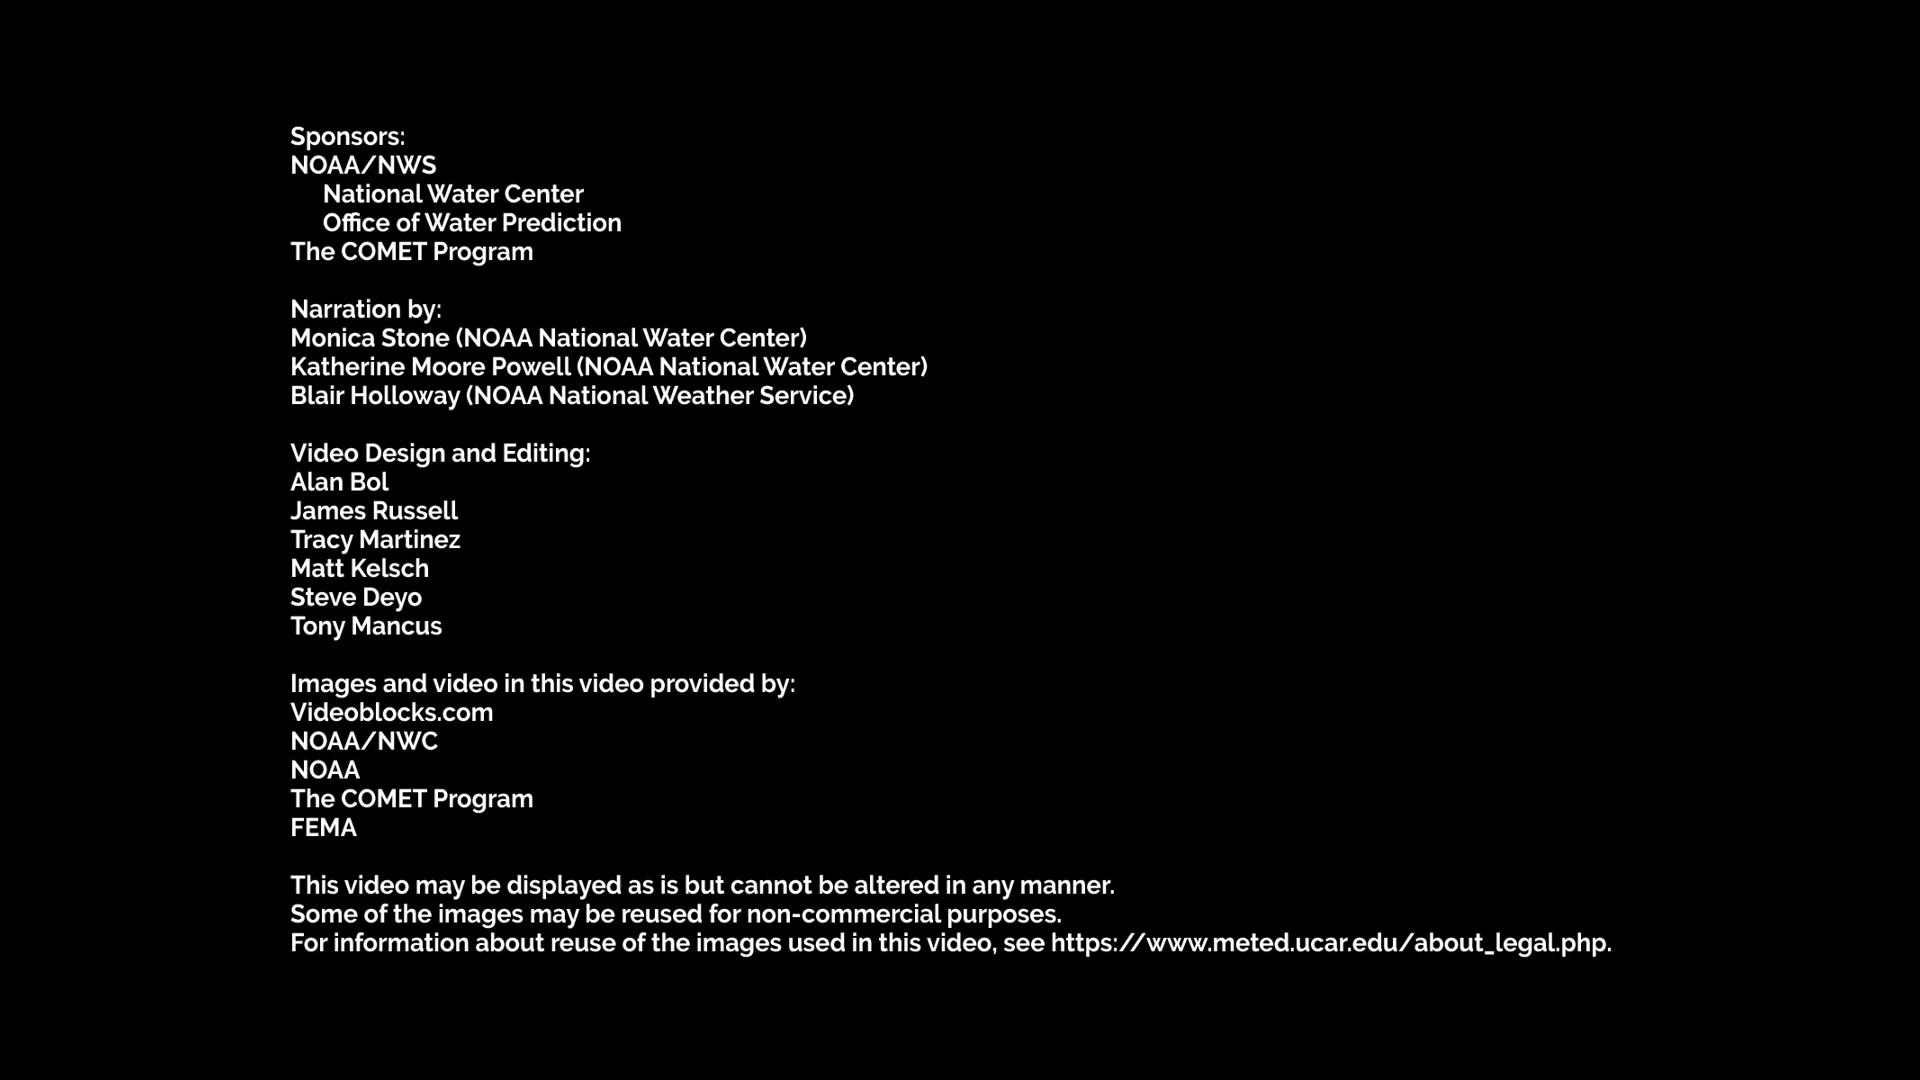 Sponsors:
NOAA/NWS
National Water Center
Office of Water Prediction
The COMET Program
Narration by:
Monica Stone (NOAA National Water Center)
Katherine Moore Powell (NOAA National Water Center)
Blair Holloway (NOAA National Weather Service)
Video Design and Editing:
Alan Bol
James Russell
Tracy Martinez
Matt Kelsch
Steve Deyo
Tony Mancus
Images and video in this video provided by:
Videoblocks.com
NOAA/NWC
NOAA
The COMET Program
FEMA
This video may be displayed as is but cannot be altered in any manner.
Some of the images may be reused for non-commercial purposes.
For information about reuse of the images used in this video, see https://www.meted.ucar.edu/about_legal.php.